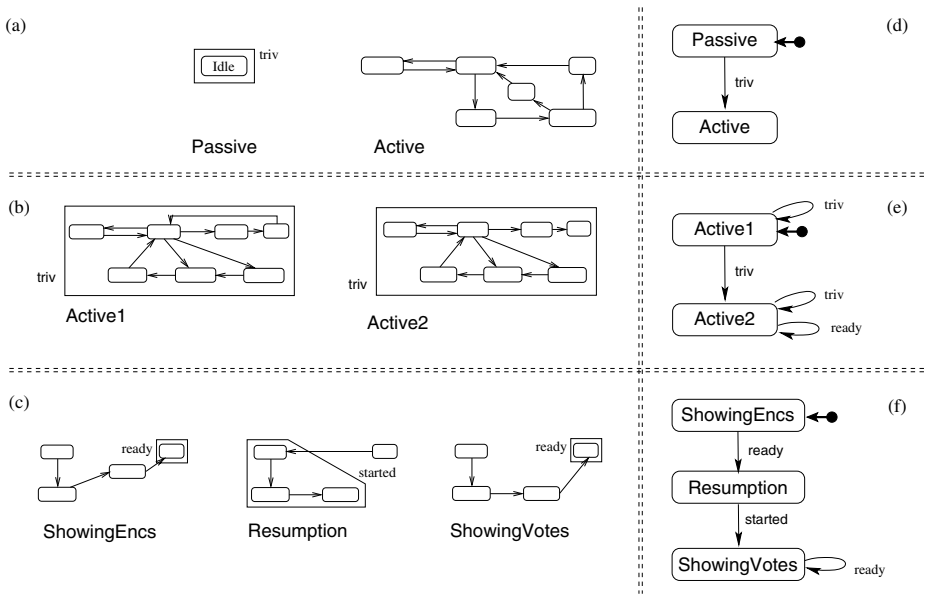 (a)
Idle
triv
Passive
Active
(d)
Passive
triv
Active
(b)
triv
Active1
triv
Active2
(e)
Active1
triv
triv
Active2
triv
ready
(c)
ready
ShowingEncs
started
Resumption
ready
ShowingVotes
(f)
ShowingEncs
ready
Resumption
started
ShowingVotes
ready